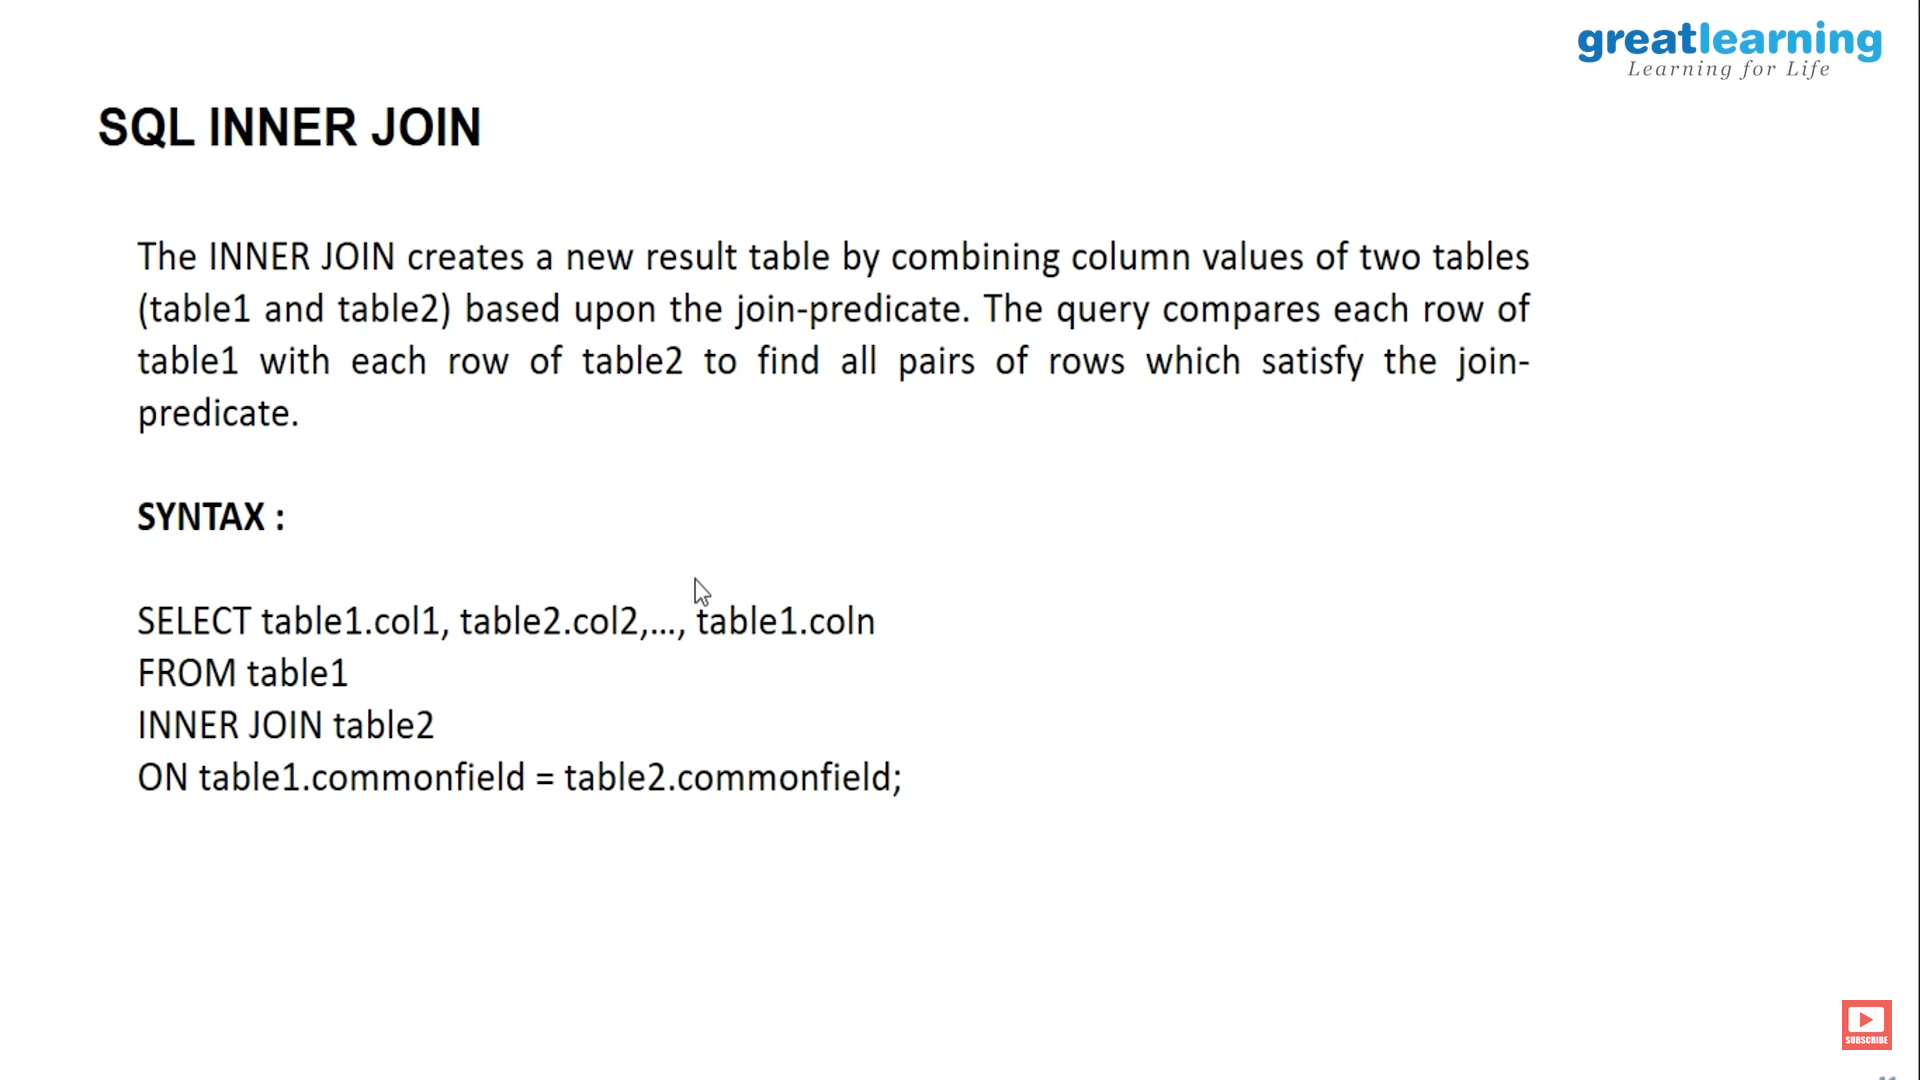 greatlearning
Learning for Life
SQL INNER JOIN
The INNER JOIN creates a new result table by combining column values of two tables
(table1 and table2) based upon the join-predicate. The query compares each row of
table1 with each row of table2 to find all pairs of rows which satisfy the join-
predicate.
SYNTAX :
SELECT table1.col1, table2.col2,..., table1.coln
FROM table1
INNER JOIN table2
ON table1.commonfield = table2.commonfield;
SUBSCRIBE